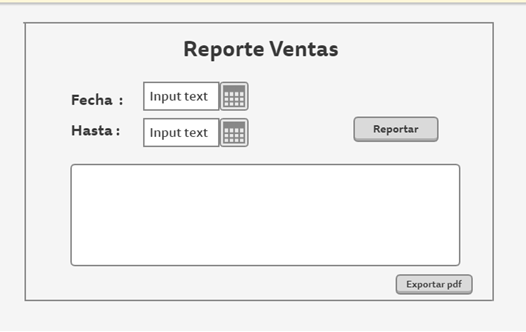 Reporte Ventas
Fecha : Input text
Hasta : Input text
Reportar
Exportar pdf